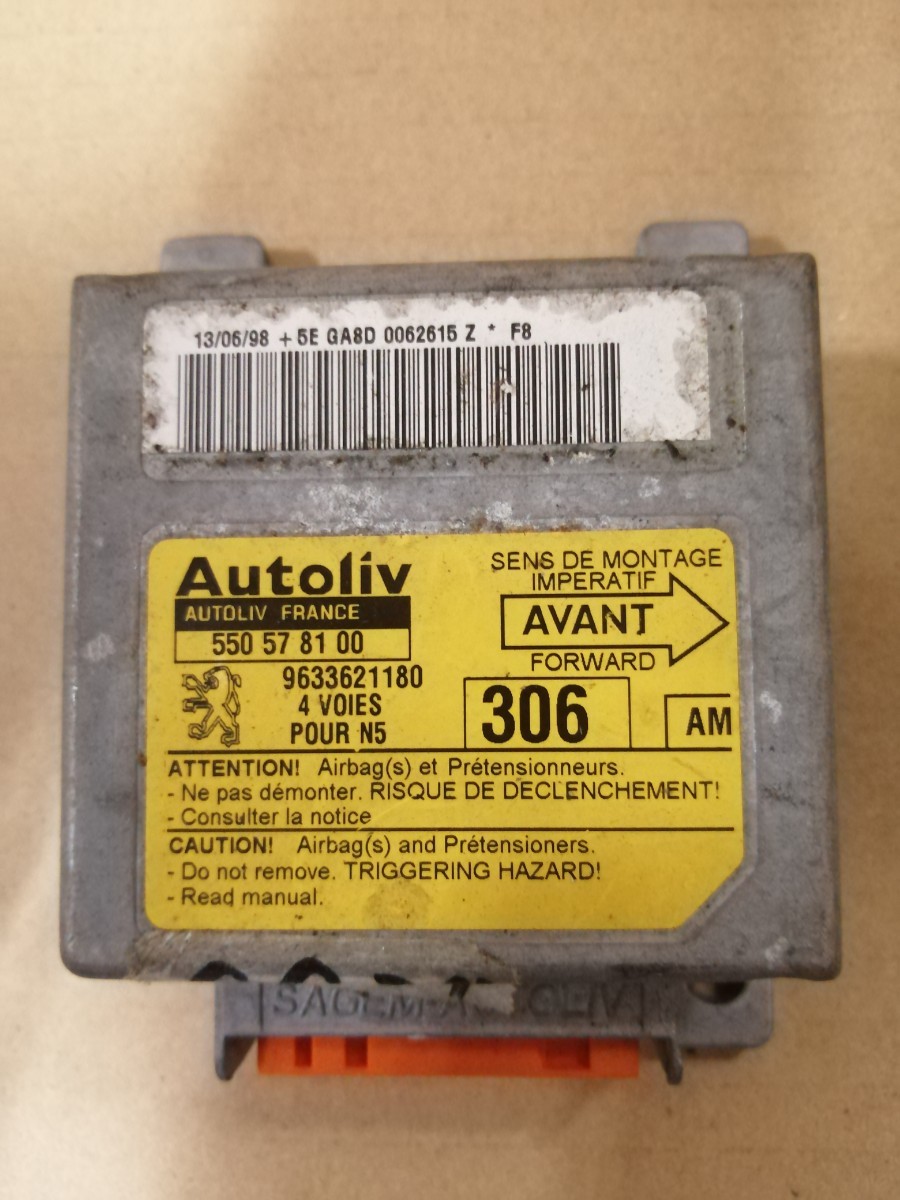 13/06/98 + 5E GA8D 0062615 Z * F8
Autoliv
AUTOLIV FRANCE
550 57 81 00
9633621180
4 VOIES
POUR N5
SENS DE MONTAGE
IMPERATIF
AVANT
FORWARD
306
AM
ATTENTION! Airbag(s) et Prétensionneurs.
- Ne pas démonter. RISQUE DE DECLENCHEMENT!
- Consulter la notice
CAUTION! Airbag(s) and Prétensioners.
- Do not remove. TRIGGERING HAZARD!
- Read manual.